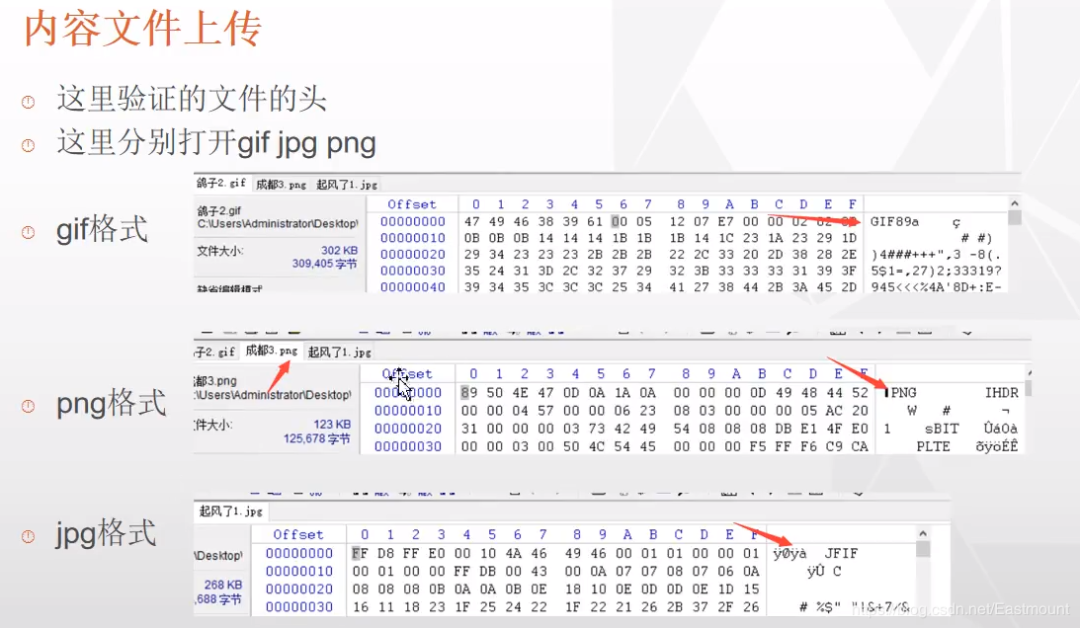 内容文件上传
这里验证的文件的头
这里分别打开gif jpg png
gif格式
鸽子2.gif 成都3.png 起风了1.jpg
鸽子2.gif
C:\Users\Administrator\Desktop\
文件大小: 302 KB
309,405 字节
缺省编辑模式
Offset 0 1 2 3 4 5 6 7 8 9 A B C D E F
00000000 47 49 46 38 39 61 00 05 12 07 E7 00 00 02 02 GIF89a ç
00000010 0B 0B 0B 14 14 14 1B 1B 1B 14 1C 23 1A 23 29 1D # #)
00000020 29 34 23 23 23 2B 2B 2B 22 2C 33 20 2D 38 28 2E )4###+++",3 -8(.
00000030 35 24 31 3D 2C 32 37 29 32 3B 33 33 33 31 39 3F 5$1=,27)2;33319?
00000040 39 34 35 3C 3C 3C 25 34 41 27 38 44 2B 3A 45 2D 945<<<%4A'8D+:E-
png格式
子2.gif 成都3.png 起风了1.jpg
都3.png
:\Users\Administrator\Desktop\
件大小: 123 KB
125,678 字节
Offset 0 1 2 3 4 5 6 7 8 9 A B C D E F
00000000 89 50 4E 47 0D 0A 1A 0A 00 00 00 0D 49 48 44 52 PNG IHDR
00000010 00 00 04 57 00 00 06 23 08 03 00 00 00 05 AC 20 W # ¬
00000020 31 00 00 00 03 73 42 49 54 08 08 08 DB E1 4F E0 1 sBIT ÛáOà
00000030 00 00 03 00 50 4C 54 45 00 00 00 F5 FF F6 C9 CA PLTE õÿöÉÊ
jpg格式
起风了1.jpg
\Desktop\
268 KB
,688 字节
Offset 0 1 2 3 4 5 6 7 8 9 A B C D E F
00000000 FF D8 FF E0 00 10 4A 46 49 46 00 01 01 00 00 01 ÿØÿà JFIF
00000010 00 01 00 00 FF DB 00 43 00 0A 07 07 08 07 06 0A ÿÛ C
00000020 08 08 08 0B 0A 0A 0B 0E 18 10 0E 0D 0D 0E 1D 15
00000030 16 11 18 23 1F 25 24 22 1F 22 21 26 2B 37 2F 26 # %$" "!&+7/&
https://blog.csdn.net/Eastmount